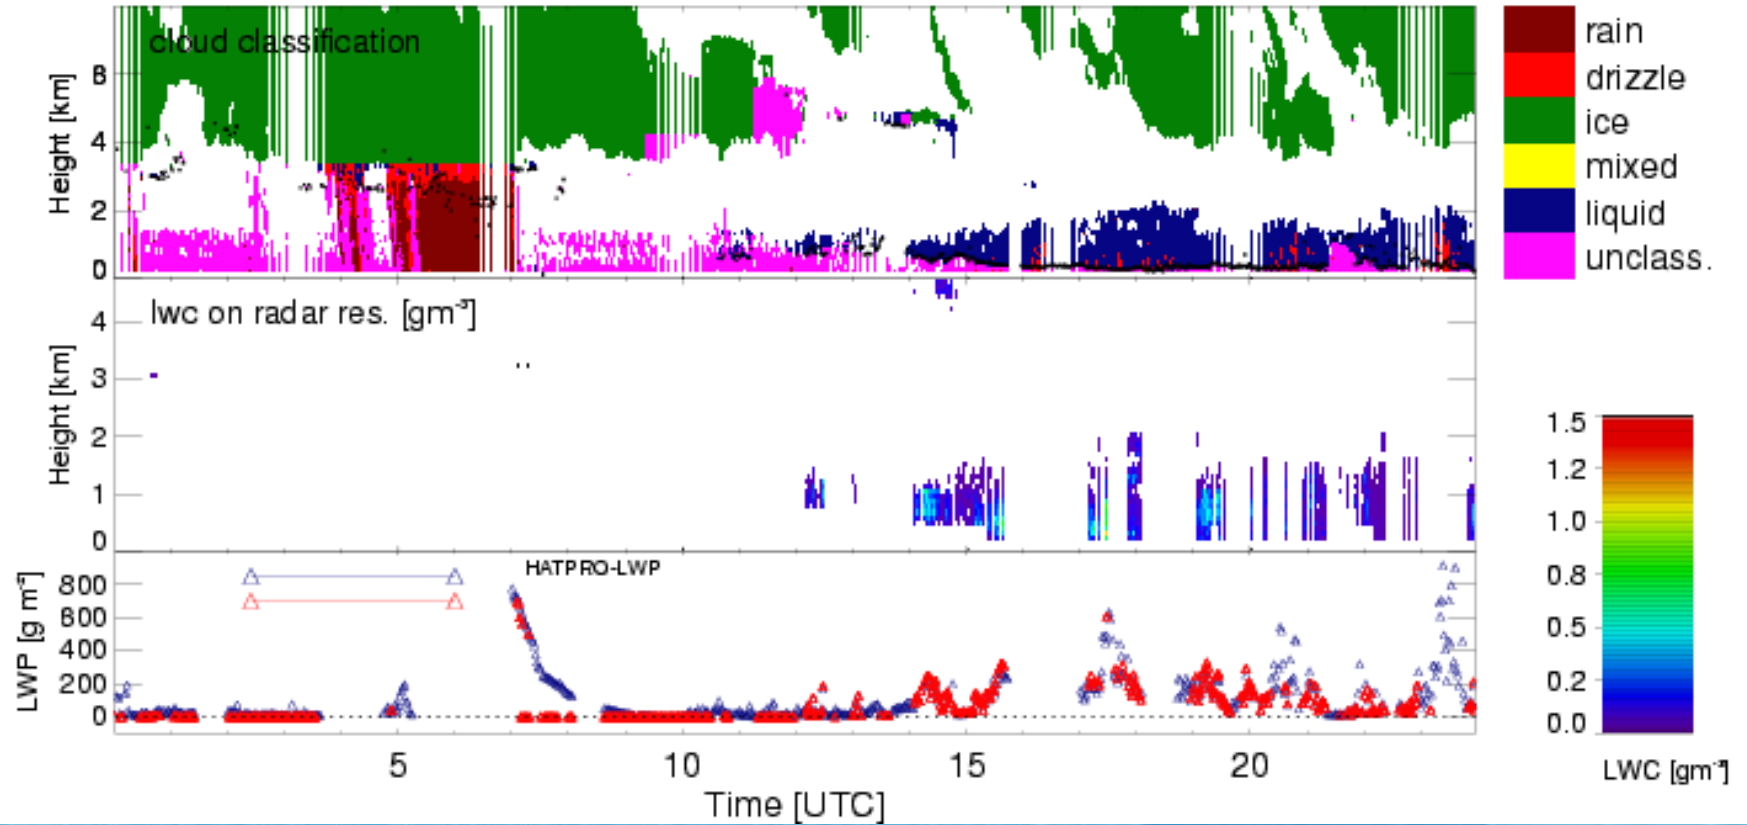 cloud classification
Height [km]
8
4
2
0
rain
drizzle
ice
mixed
liquid
unclass.
lwc on radar res. [gm⁻³]
Height [km]
4
3
2
1
0
1.5
1.2
1.0
0.8
0.5
0.2
0.0
LWC [gm⁻³]
HATPRO-LWP
LWP [g m⁻²]
800
600
400
200
0
5 10 15 20
Time [UTC]